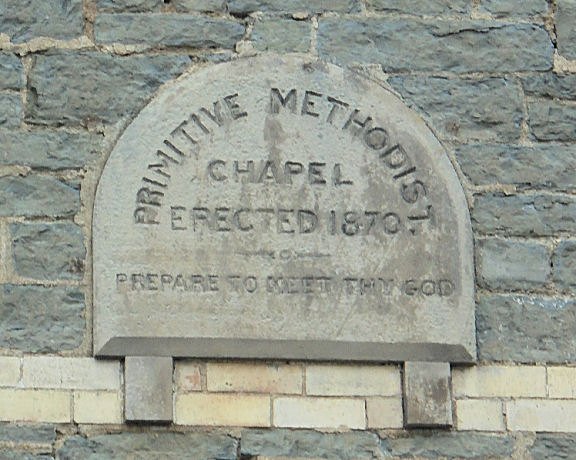 PRIMITIVE METHODIST
CHAPEL
ERECTED 1870.
PREPARE TO MEET THY GOD